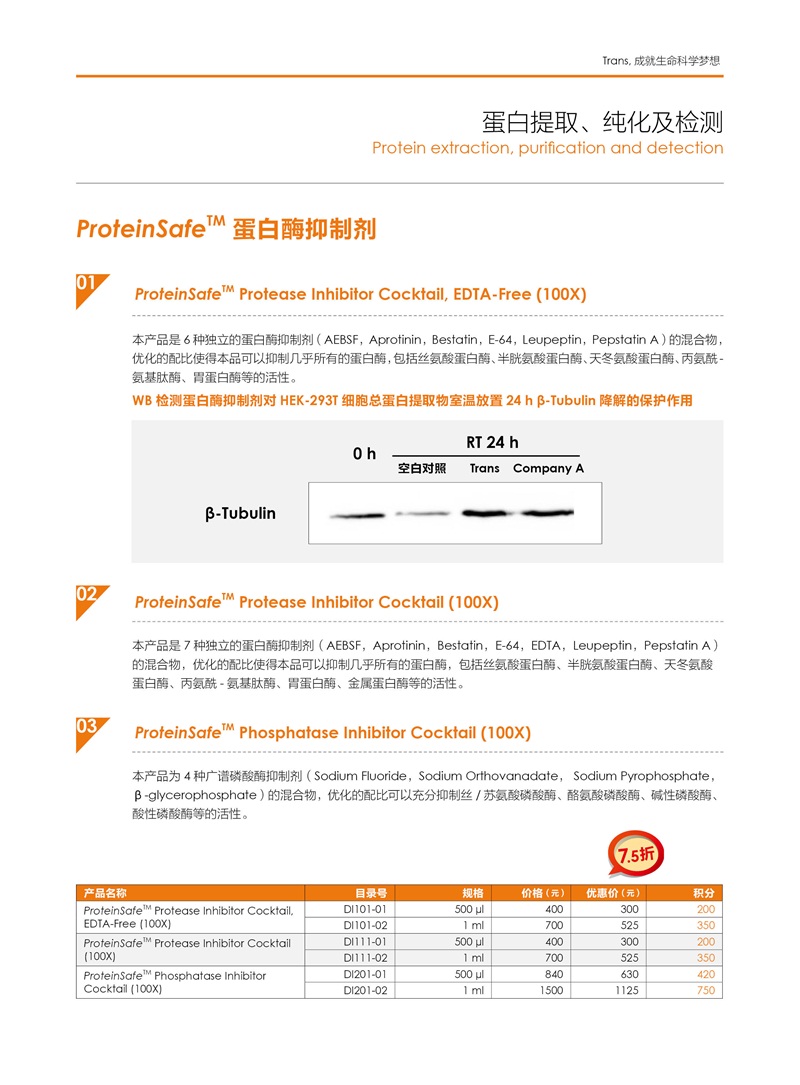 Trans, 成就生命科学梦想
蛋白提取、纯化及检测
Protein extraction, purification and detection
ProteinSafe™ 蛋白酶抑制剂
01
ProteinSafe™ Protease Inhibitor Cocktail, EDTA-Free (100X)
本产品是 6 种独立的蛋白酶抑制剂（AEBSF，Aprotinin，Bestatin，E-64，Leupeptin，Pepstatin A）的混合物，
优化的配比使得本品可以抑制几乎所有的蛋白酶，包括丝氨酸蛋白酶、半胱氨酸蛋白酶、天冬氨酸蛋白酶、丙氨酰 -
氨基肽酶、胃蛋白酶等的活性。
WB 检测蛋白酶抑制剂对 HEK-293T 细胞总蛋白提取物室温放置 24 h β-Tubulin 降解的保护作用
0 h
RT 24 h
空白对照 Trans Company A
β-Tubulin
02
ProteinSafe™ Protease Inhibitor Cocktail (100X)
本产品是 7 种独立的蛋白酶抑制剂（AEBSF，Aprotinin，Bestatin，E-64，EDTA，Leupeptin，Pepstatin A）
的混合物，优化的配比使得本品可以抑制几乎所有的蛋白酶，包括丝氨酸蛋白酶、半胱氨酸蛋白酶、天冬氨酸
蛋白酶、丙氨酰 - 氨基肽酶、胃蛋白酶、金属蛋白酶等的活性。
03
ProteinSafe™ Phosphatase Inhibitor Cocktail (100X)
本产品为 4 种广谱磷酸酶抑制剂（Sodium Fluoride，Sodium Orthovanadate， Sodium Pyrophosphate，
β -glycerophosphate）的混合物，优化的配比可以充分抑制丝 / 苏氨酸磷酸酶、酪氨酸磷酸酶、碱性磷酸酶、
酸性磷酸酶等的活性。
7.5折
产品名称 目录号 规格 价格（元） 优惠价（元） 积分
ProteinSafe™ Protease Inhibitor Cocktail, EDTA-Free (100X) DI101-01 500 μl 400 300 200
DI101-02 1 ml 700 525 350
ProteinSafe™ Protease Inhibitor Cocktail (100X) DI111-01 500 μl 400 300 200
DI111-02 1 ml 700 525 350
ProteinSafe™ Phosphatase Inhibitor Cocktail (100X) DI201-01 500 μl 840 630 420
DI201-02 1 ml 1500 1125 750